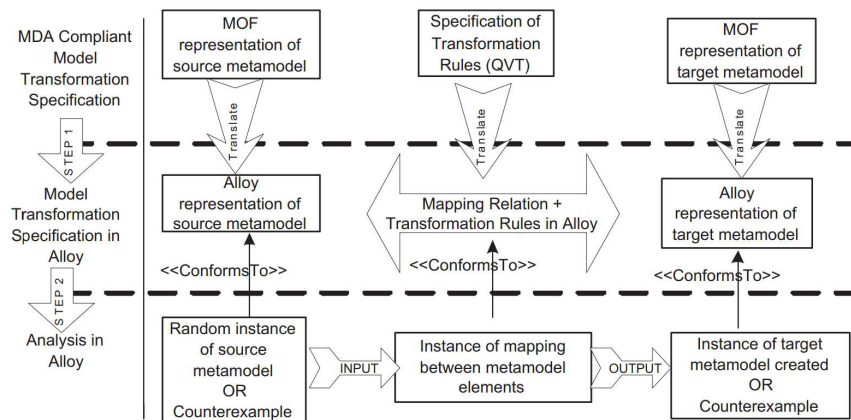 MDA Compliant
Model
Transformation
Specification
MOF
representation of
source metamodel
Specification of
Transformation
Rules (QVT)
MOF
representation of
target metamodel
STEP 1
Translate
Translate
Translate
Model
Transformation
Specification in
Alloy
Alloy
representation of
source metamodel
Mapping Relation +
Transformation Rules in Alloy
Alloy
representation of
target metamodel
<<ConformsTo>>
<<ConformsTo>>
<<ConformsTo>>
STEP 2
Analysis in
Alloy
Random instance
of source
metamodel
OR
Counterexample
INPUT
Instance of mapping
between metamodel
elements
OUTPUT
Instance of target
metamodel created
OR
Counterexample